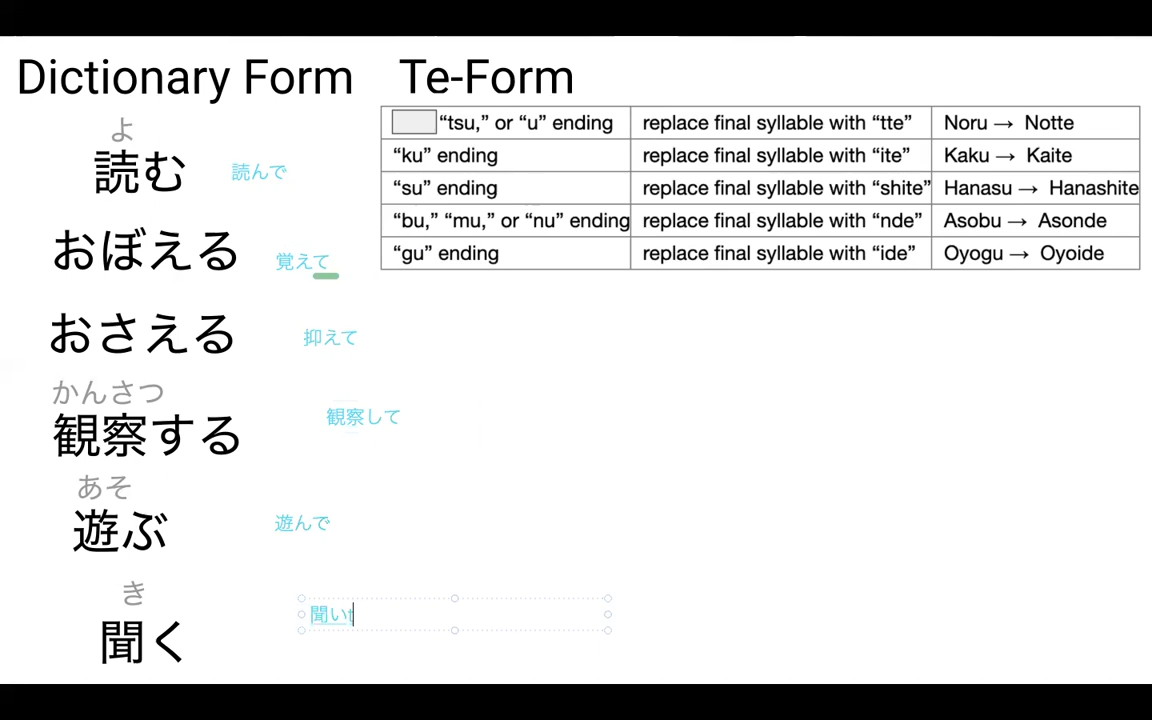 Dictionary Form
よ
読む 読んで
おぼえる 覚えて
おさえる 抑えて
かんさつ
観察する 観察して
あそ
遊ぶ 遊んで
き
聞く 聞いt
Te-Form
“tsu,” or “u” ending replace final syllable with “tte” Noru → Notte
“ku” ending replace final syllable with “ite” Kaku → Kaite
“su” ending replace final syllable with “shite” Hanasu → Hanashite
“bu,” “mu,” or “nu” ending replace final syllable with “nde” Asobu → Asonde
“gu” ending replace final syllable with “ide” Oyogu → Oyoide